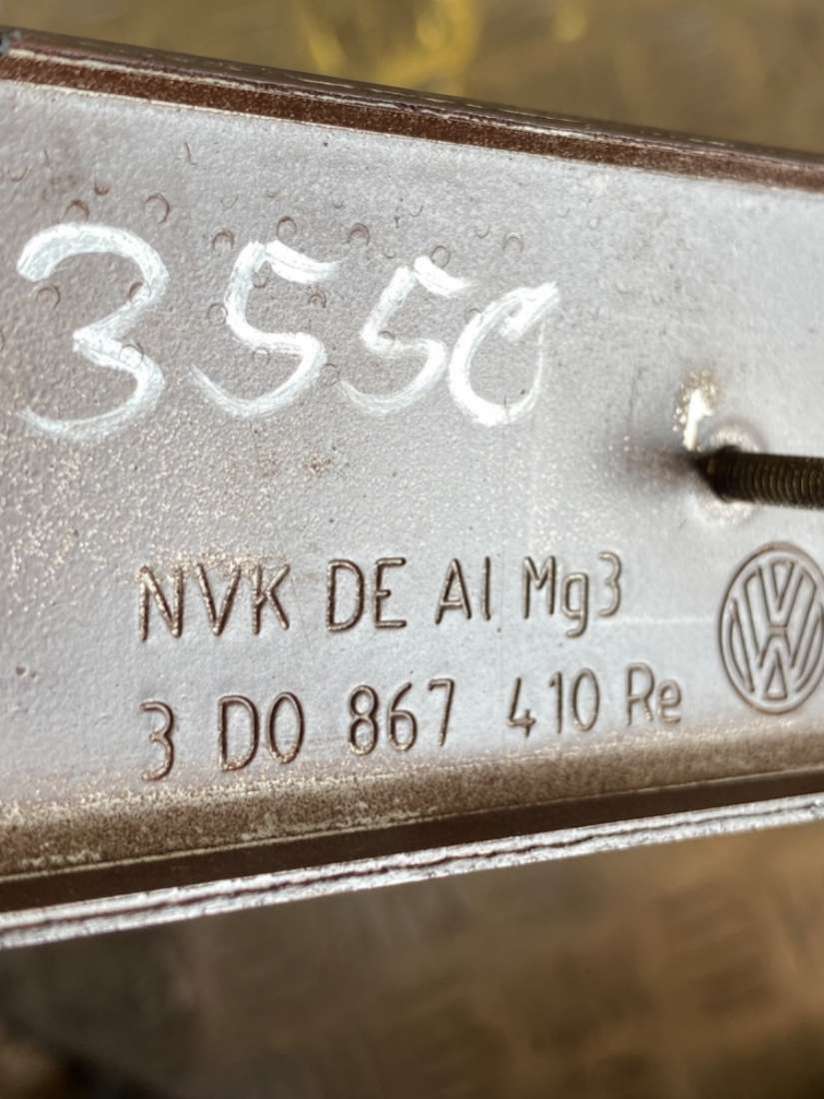 3550
NVK DE Al Mg3
3 D0 867 410 Re